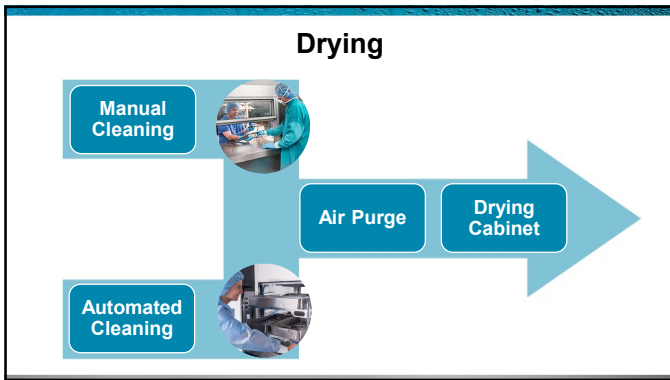 Drying
Manual
Cleaning
Air Purge
Drying
Cabinet
Automated
Cleaning